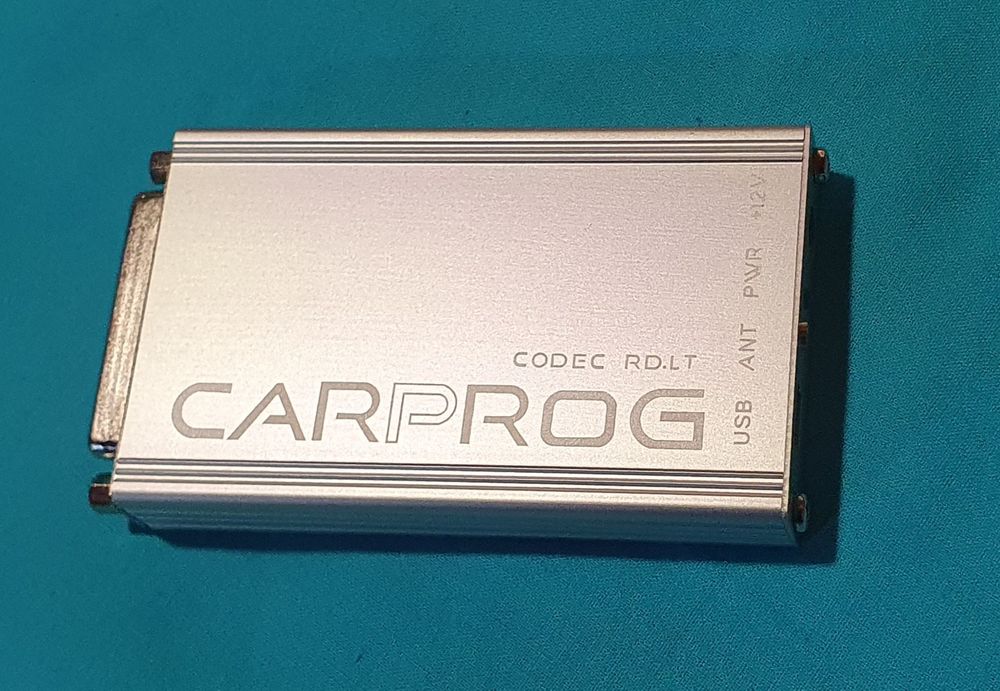 CODEC RD.LT
CARPROG
USB ANT PWR +12V